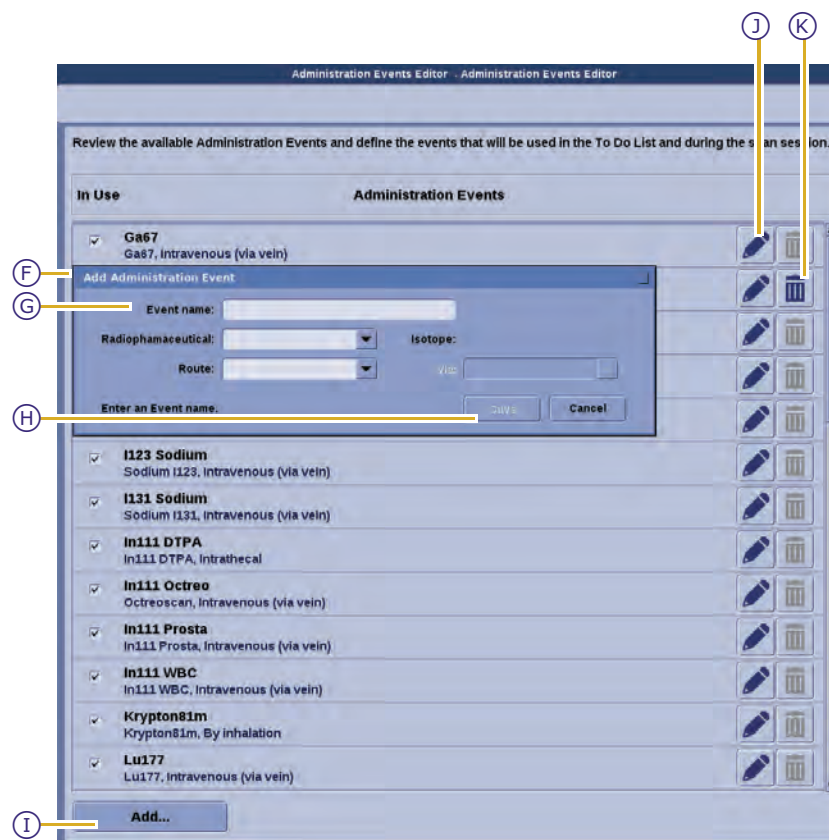 J K
Administration Events Editor - Administration Events Editor
Review the available Administration Events and define the events that will be used in the To Do List and during the scan session.
In Use Administration Events
Ga67
Ga67, Intravenous (via vein)
F
Add Administration Event
G
Event name:
Radiophamaceutical: Isotope:
Route: Via:
Enter an Event name. Save Cancel
H
I123 Sodium
Sodium I123, Intravenous (via vein)
I131 Sodium
Sodium I131, Intravenous (via vein)
In111 DTPA
In111 DTPA, Intrathecal
In111 Octreo
Octreoscan, Intravenous (via vein)
In111 Prosta
In111 Prosta, Intravenous (via vein)
In111 WBC
In111 WBC, Intravenous (via vein)
Krypton81m
Krypton81m, By inhalation
Lu177
Lu177, Intravenous (via vein)
Add...
I